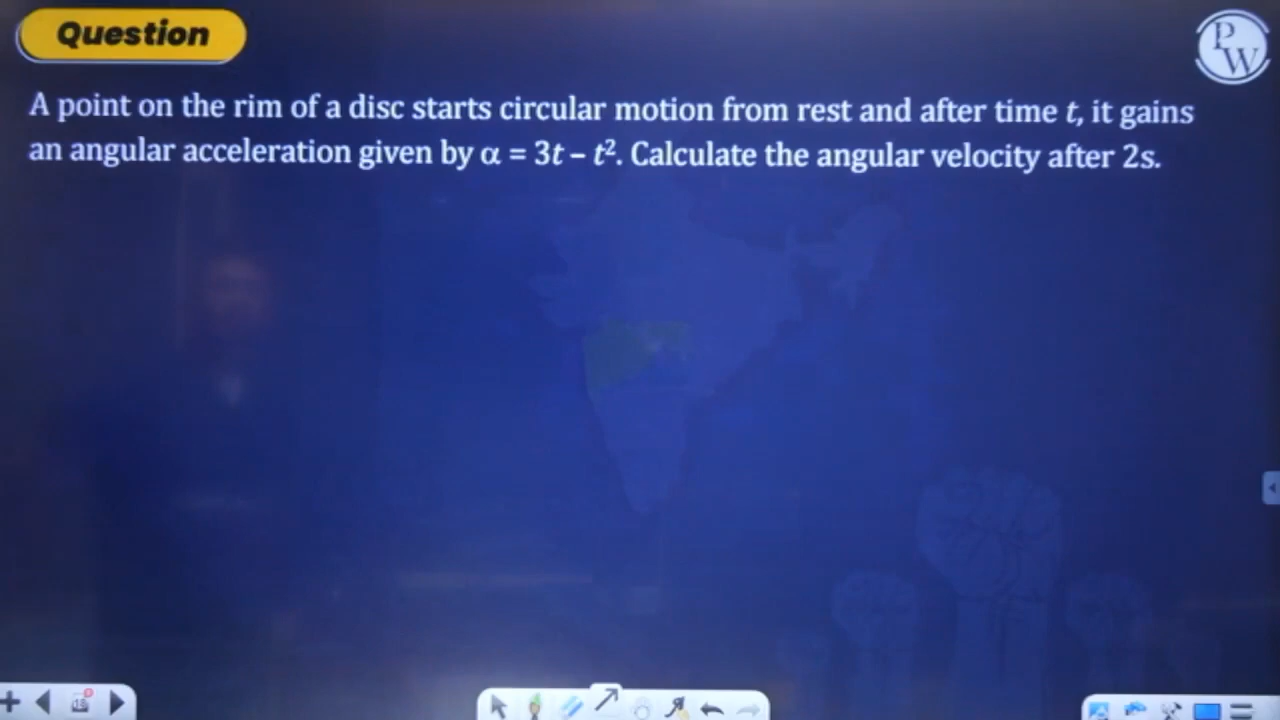 Question
PW
A point on the rim of a disc starts circular motion from rest and after time t, it gains
an angular acceleration given by α = 3t – t². Calculate the angular velocity after 2s.